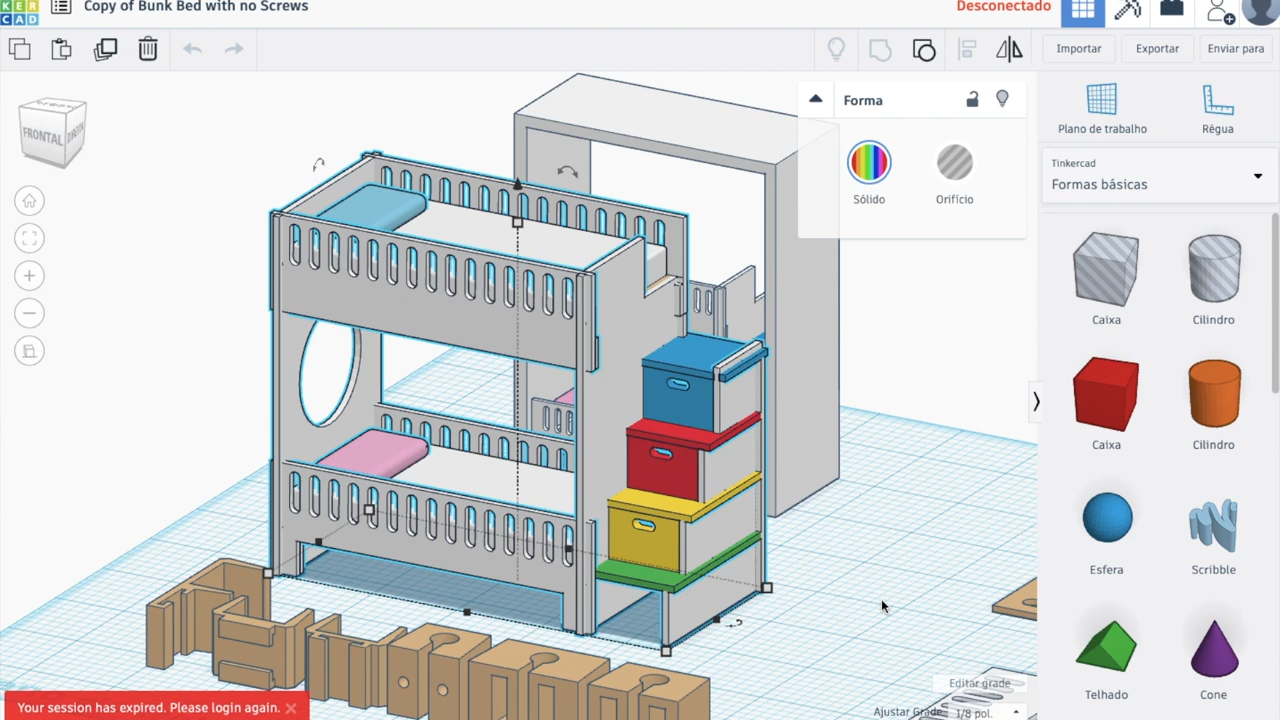 KER
CAD
Copy of Bunk Bed with no Screws
Desconectado
Importar
Exportar
Enviar para
FRONTAL
Forma
Sólido
Orifício
Plano de trabalho
Régua
Tinkercad
Formas básicas
Caixa
Cilindro
Caixa
Cilindro
Esfera
Scribble
Telhado
Cone
Editar grade
Ajustar Grade
1/8 pol.
Your session has expired. Please login again.